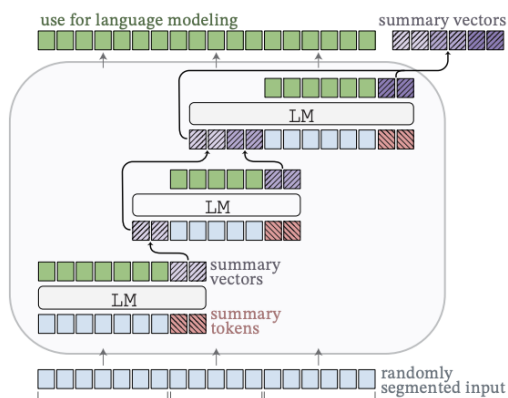 use for language modeling
summary vectors
LM
LM
summary
vectors
LM
summary
tokens
randomly
segmented input